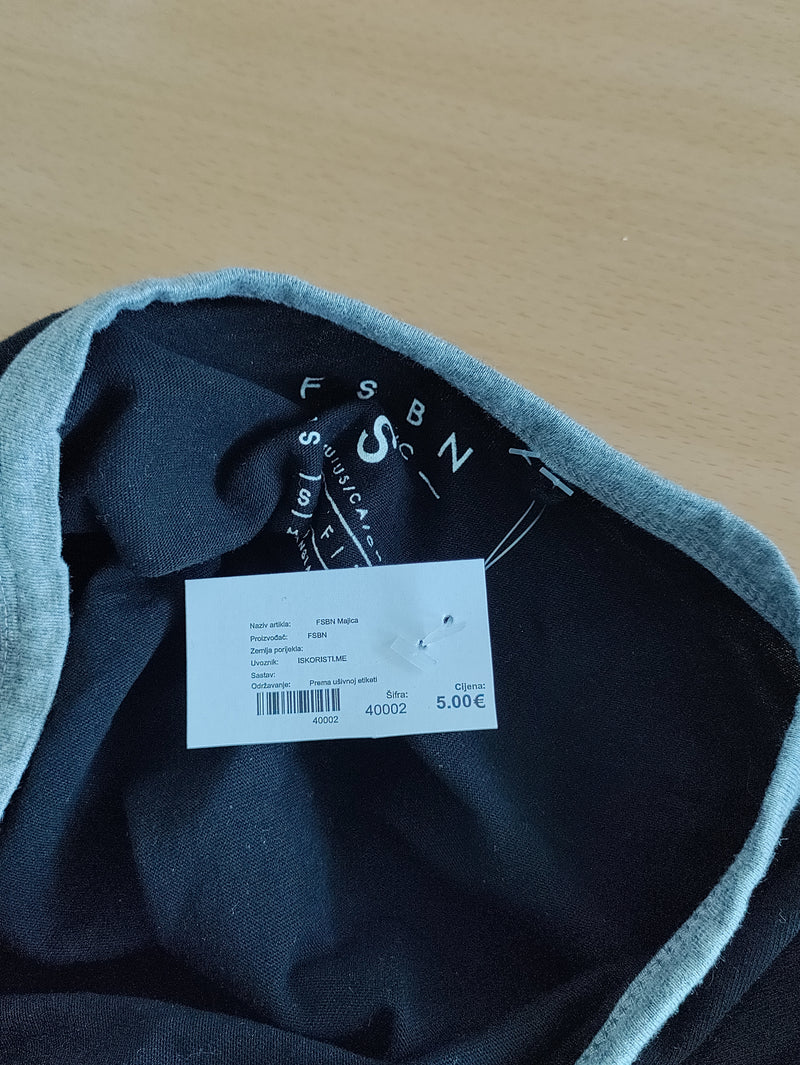 F S B N
S
Naziv artikla: FSBN Majica
Proizvođač: FSBN
Zemlja porijekla:
Uvoznik: ISKORISTI.ME
Sastav:
Održavanje: Prema ušivnoj etiketi
40002
Šifra:
40002
Cijena:
5.00€